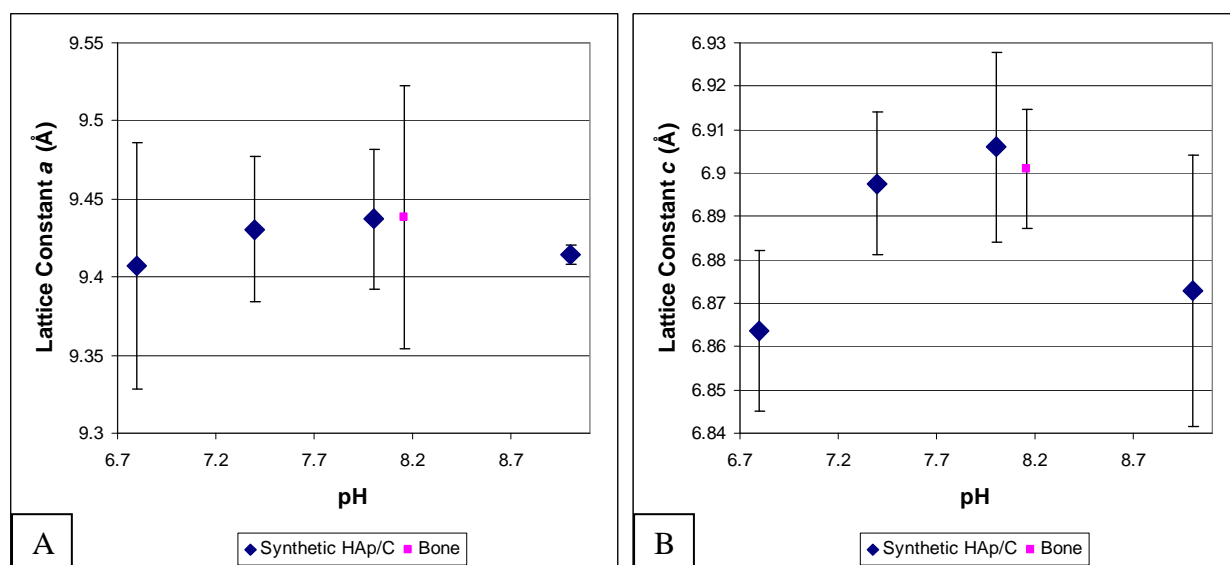 9.55
9.5
9.45
9.4
9.35
9.3
Lattice Constant a (Å)
6.7 7.2 7.7 8.2 8.7
pH
A
Synthetic HAp/C Bone
6.93
6.92
6.91
6.9
6.89
6.88
6.87
6.86
6.85
6.84
Lattice Constant c (Å)
6.7 7.2 7.7 8.2 8.7
pH
B
Synthetic HAp/C Bone